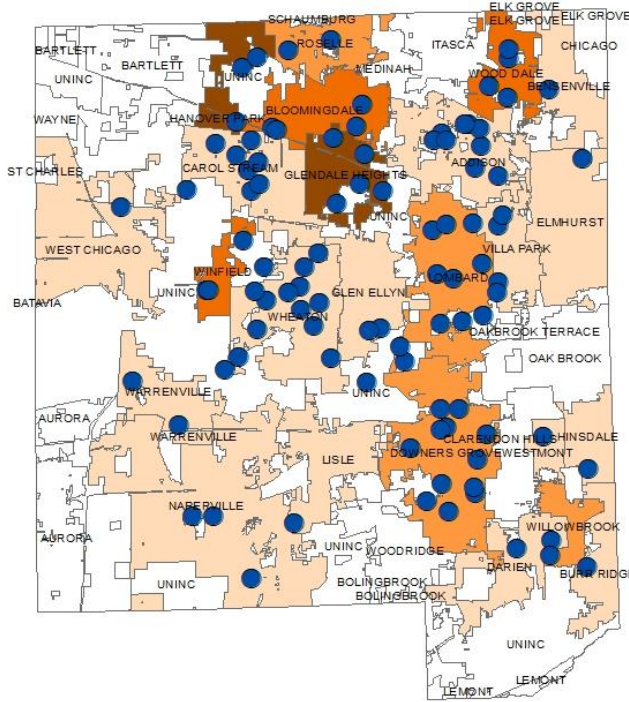 ELK GROVE
SCHAUMBURG
ELK GROVE
ELK GROVE
ROSELLE
BARTLETT
ITASCA
CHICAGO
BARTLETT
MEDINAH
UNINC
UNINC
WOOD DALE
BENSENVILLE
BLOOMINGDALE
WAYNE
HANOVER PARK
ADDISON
ST CHARLES
CAROL STREAM
GLENDALE HEIGHTS
UNINC
ELMHURST
WEST CHICAGO
VILLA PARK
WINFIELD
LOMBARD
UNINC
GLEN ELLYN
BATAVIA
WHEATON
OAKBROOK TERRACE
OAK BROOK
WARRENVILLE
UNINC
AURORA
WARRENVILLE
CLARENDON HILLS
HINSDALE
LISLE
DOWNERS GROVE
WESTMONT
NAPERVILLE
WILLOWBROOK
AURORA
UNINC
WOODRIDGE
DARIEN
BURR RIDGE
UNINC
BOLINGBROOK
BOLINGBROOK
UNINC
LEMONT
LEMONT